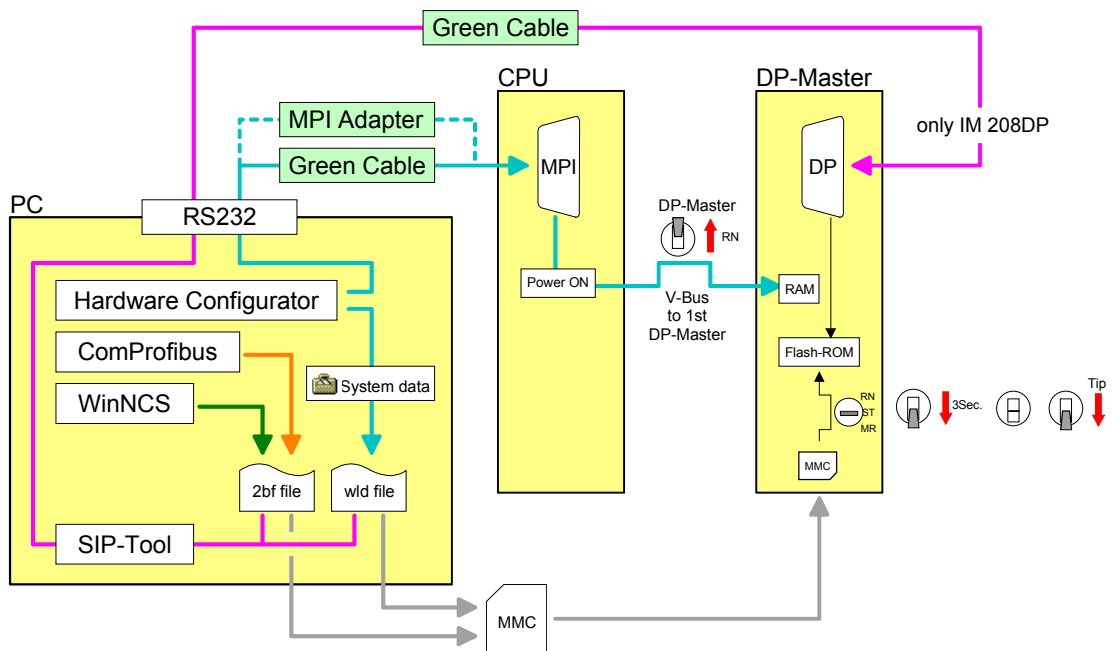 Green Cable
CPU
DP-Master
MPI Adapter
only IM 208DP
Green Cable
MPI
DP
PC
RS232
DP-Master
RN
Hardware Configurator
Power ON
RAM
V-Bus
to 1st
DP-Master
ComProfibus
Flash-ROM
System data
WinNCS
RN
ST
MR
3Sec.
Tip
MMC
2bf file
wld file
SIP-Tool
MMC